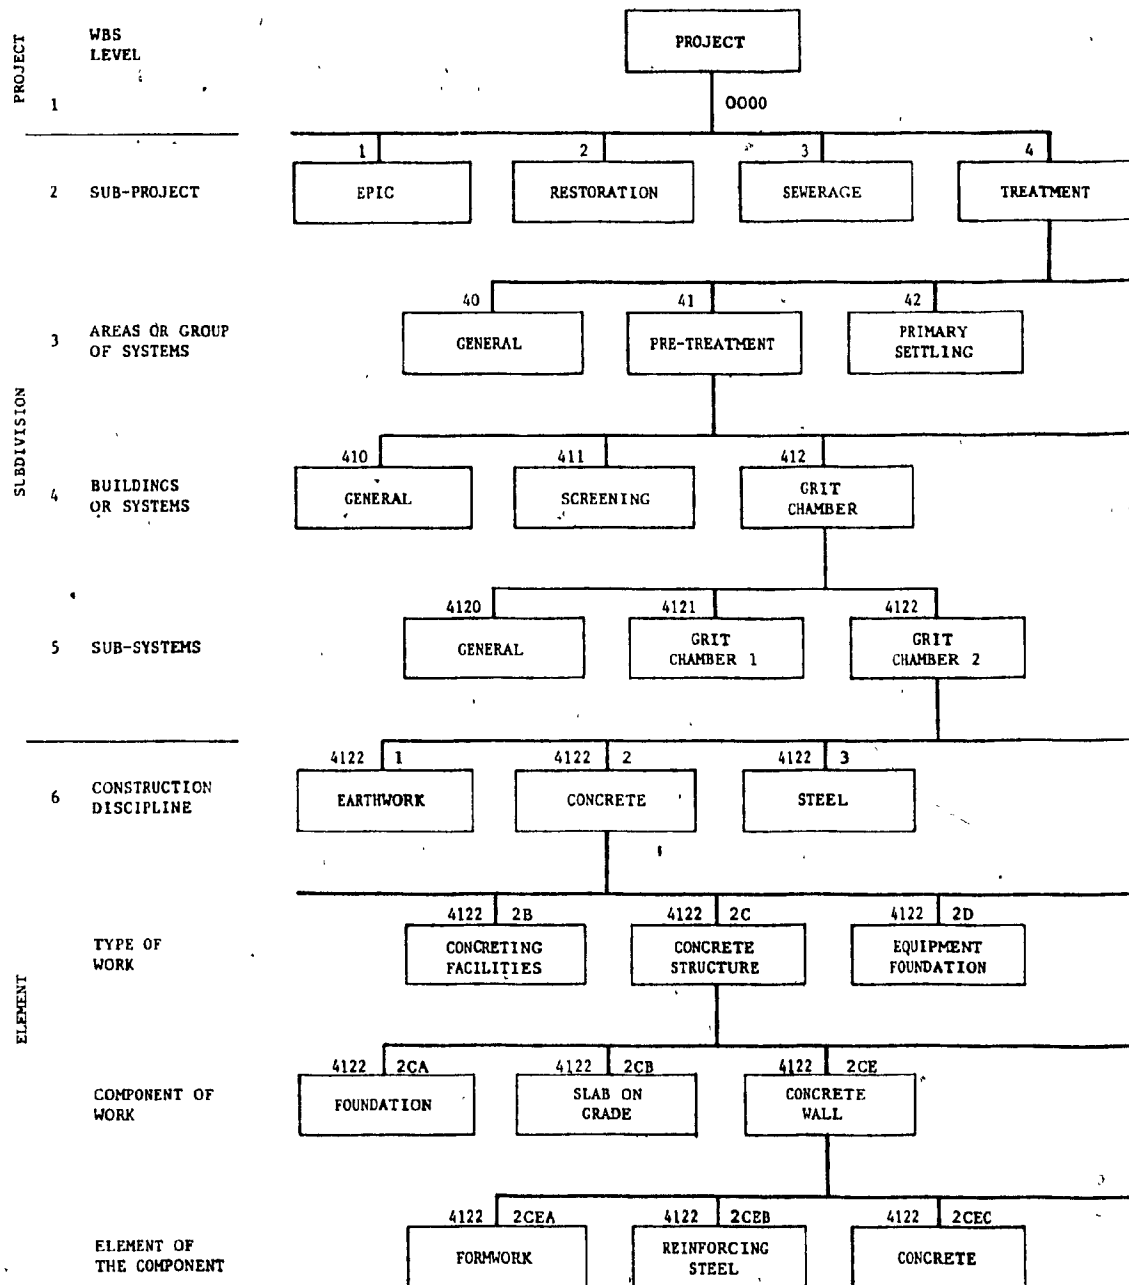 PROJECT
WBS
LEVEL
1
PROJECT
0000
1
2
3
4
2 SUB-PROJECT
EPIC
RESTORATION
SEWERAGE
TREATMENT
40
41
42
3 AREAS OR GROUP
OF SYSTEMS
GENERAL
PRE-TREATMENT
PRIMARY
SETTLING
SUBDIVISION
410
411
412
4 BUILDINGS
OR SYSTEMS
GENERAL
SCREENING
GRIT
CHAMBER
4120
4121
4122
5 SUB-SYSTEMS
GENERAL
GRIT
CHAMBER 1
GRIT
CHAMBER 2
4122 1
4122 2
4122 3
6 CONSTRUCTION
DISCIPLINE
EARTHWORK
CONCRETE
STEEL
ELEMENT
4122 2B
4122 2C
4122 2D
TYPE OF
WORK
CONCRETING
FACILITIES
CONCRETE
STRUCTURE
EQUIPMENT
FOUNDATION
4122 2CA
4122 2CB
4122 2CE
COMPONENT OF
WORK
FOUNDATION
SLAB ON
GRADE
CONCRETE
WALL
4122 2CEA
4122 2CEB
4122 2CEC
ELEMENT OF
THE COMPONENT
FORMWORK
REINFORCING
STEEL
CONCRETE